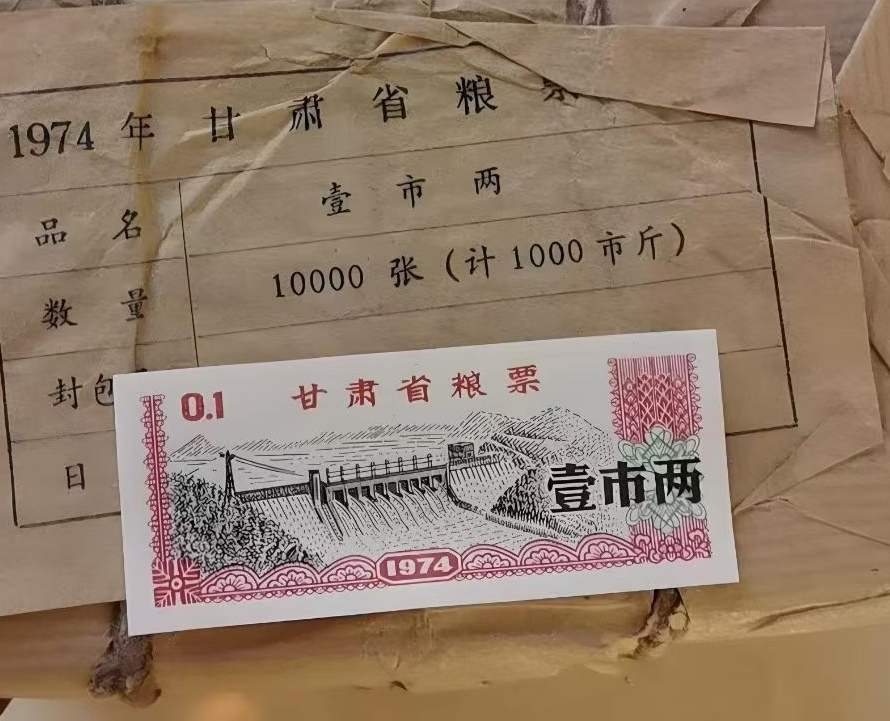 1974 年 甘 肃 省 粮 票
品 名 壹 市 两
数 量 10000 张 (计 1000 市斤)
封包
日
0.1 甘肃省粮票
壹市两
1974